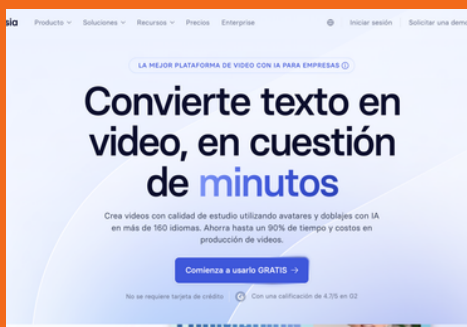 sia Producto Soluciones Recursos Precios Enterprise Iniciar sesión Solicitar una demo
LA MEJOR PLATAFORMA DE VIDEO CON IA PARA EMPRESAS
Convierte texto en
video, en cuestión
de minutos
Crea videos con calidad de estudio utilizando avatares y doblajes con IA
en más de 160 idiomas. Ahorra hasta un 90% de tiempo y costos en
producción de videos.
Comienza a usarlo GRATIS →
No se requiere tarjeta de crédito Con una calificación de 4.7/5 en G2